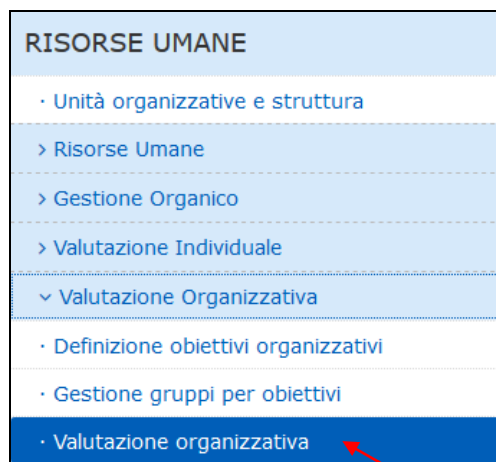 RISORSE UMANE
· Unità organizzative e struttura
> Risorse Umane
> Gestione Organico
> Valutazione Individuale
˅ Valutazione Organizzativa
· Definizione obiettivi organizzativi
· Gestione gruppi per obiettivi
· Valutazione organizzativa